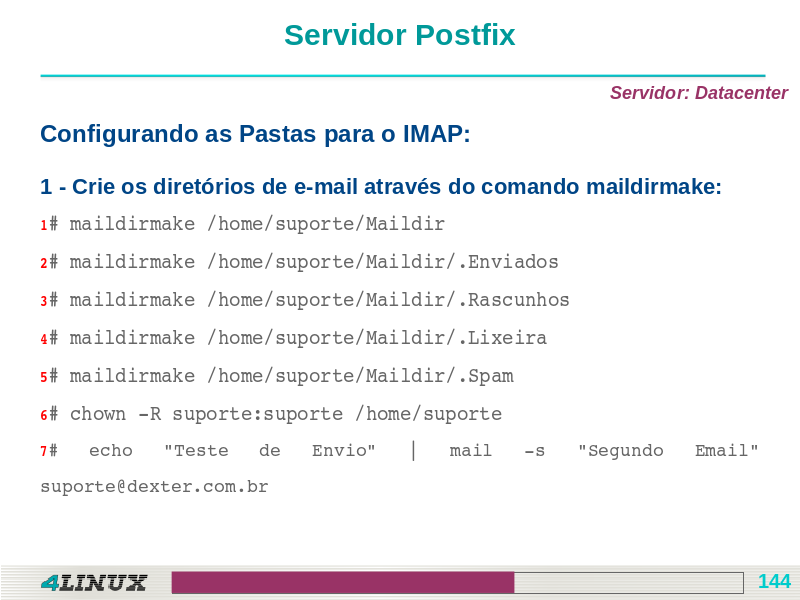 Servidor Postfix
Servidor: Datacenter
Configurando as Pastas para o IMAP:
1 - Crie os diretórios de e-mail através do comando maildirmake:
1# maildirmake /home/suporte/Maildir
2# maildirmake /home/suporte/Maildir/.Enviados
3# maildirmake /home/suporte/Maildir/.Rascunhos
4# maildirmake /home/suporte/Maildir/.Lixeira
5# maildirmake /home/suporte/Maildir/.Spam
6# chown -R suporte:suporte /home/suporte
7# echo "Teste de Envio" | mail -s "Segundo Email"
suporte@dexter.com.br
4LINUX
144